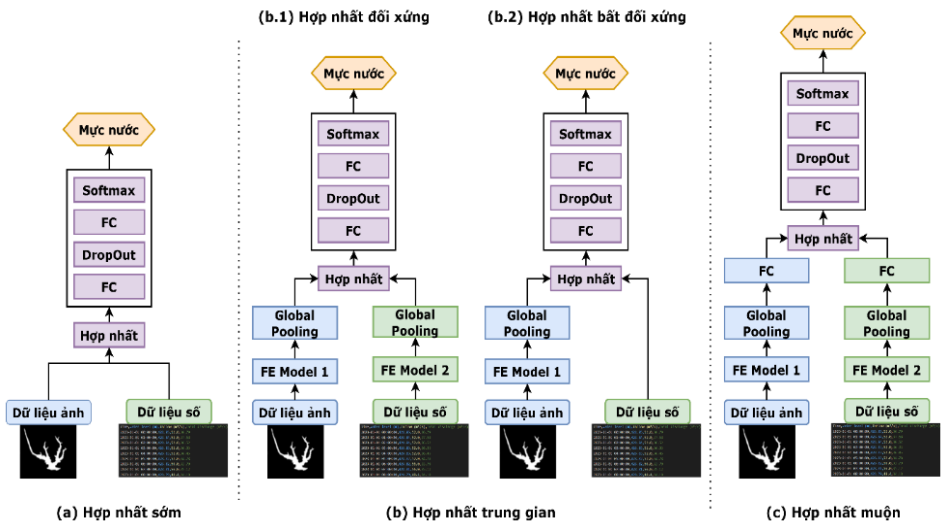 (b.1) Hợp nhất đối xứng
(b.2) Hợp nhất bất đối xứng
Mực nước
Softmax
FC
DropOut
FC
Hợp nhất
Dữ liệu ảnh
Dữ liệu số
(a) Hợp nhất sớm
Mực nước
Softmax
FC
DropOut
FC
Hợp nhất
Global
Pooling
Global
Pooling
FE Model 1
FE Model 2
Dữ liệu ảnh
Dữ liệu số
Mực nước
Softmax
FC
DropOut
FC
Hợp nhất
Global
Pooling
FE Model 1
Dữ liệu ảnh
Dữ liệu số
(b) Hợp nhất trung gian
Mực nước
Softmax
FC
DropOut
FC
Hợp nhất
FC
FC
Global
Pooling
Global
Pooling
FE Model 1
FE Model 2
Dữ liệu ảnh
Dữ liệu số
(c) Hợp nhất muộn